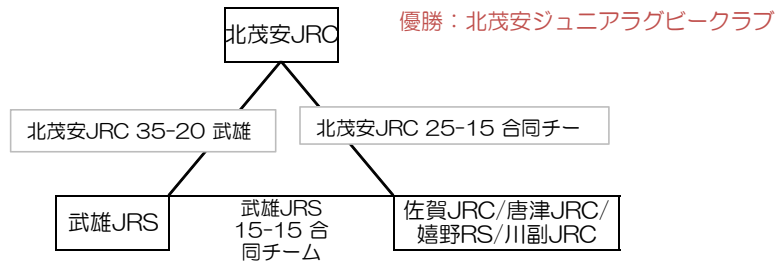 優勝：北茂安ジュニアラグビークラブ
北茂安JRC
北茂安JRC 35-20 武雄
北茂安JRC 25-15 合同チー
武雄JRS
武雄JRS
15-15 合
同チーム
佐賀JRC/唐津JRC/
嬉野RS/川副JRC